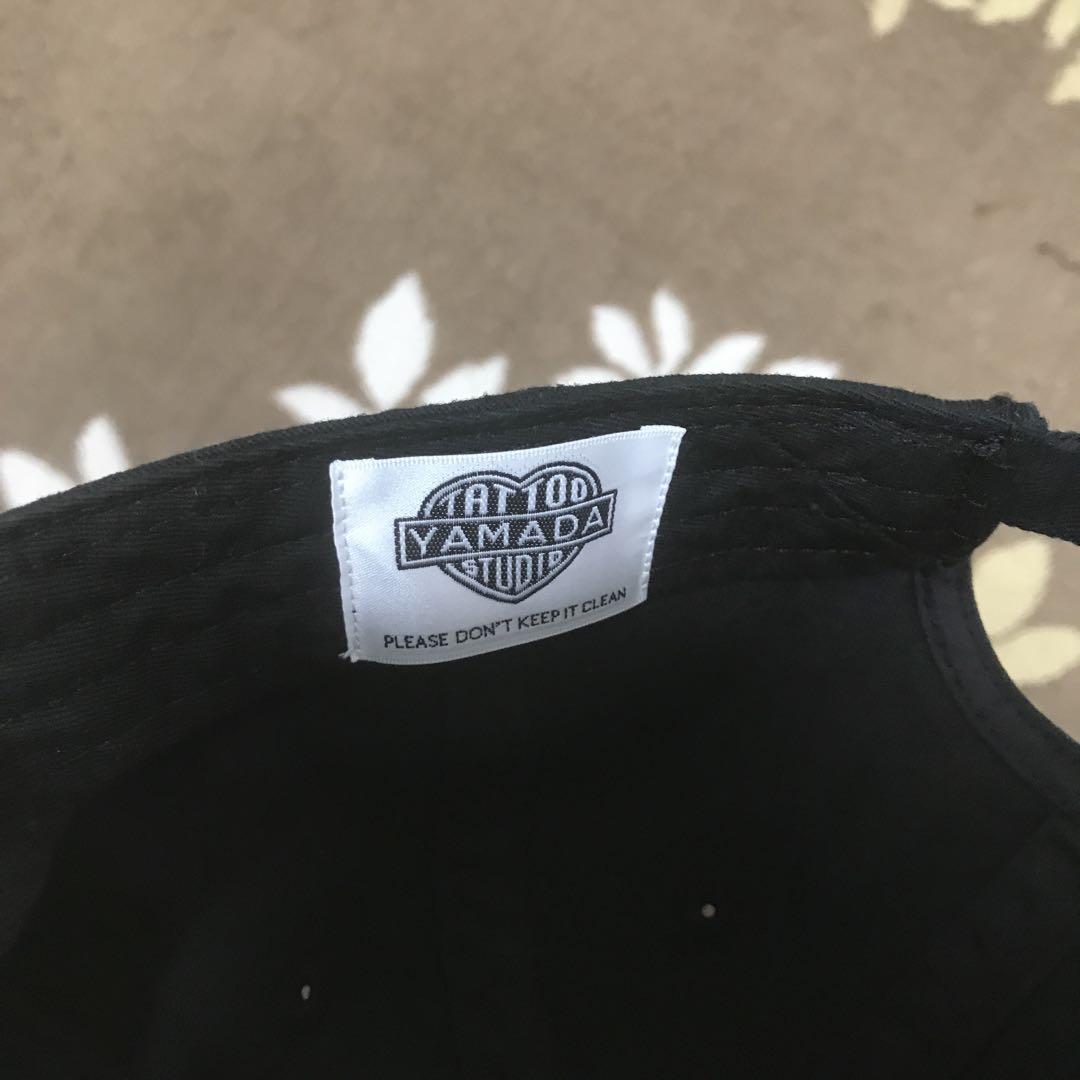 TATTOO
YAMADA
STUDIO
PLEASE DON'T KEEP IT CLEAN